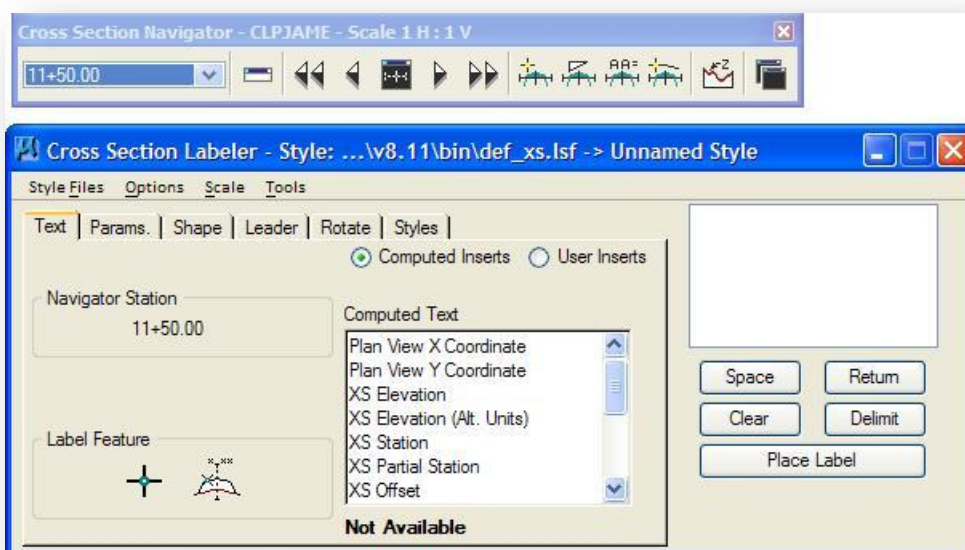 Cross Section Navigator - CLPJAME - Scale 1 H : 1 V
11+50.00
Cross Section Labeler - Style: ...\v8.11\bin\def_xs.lsf -> Unnamed Style
Style Files Options Scale Tools
Text Params. Shape Leader Rotate Styles
Computed Inserts User Inserts
Navigator Station
11+50.00
Computed Text
Plan View X Coordinate
Plan View Y Coordinate
XS Elevation
XS Elevation (Alt. Units)
XS Station
XS Partial Station
XS Offset
Label Feature
Not Available
Space Return
Clear Delimit
Place Label